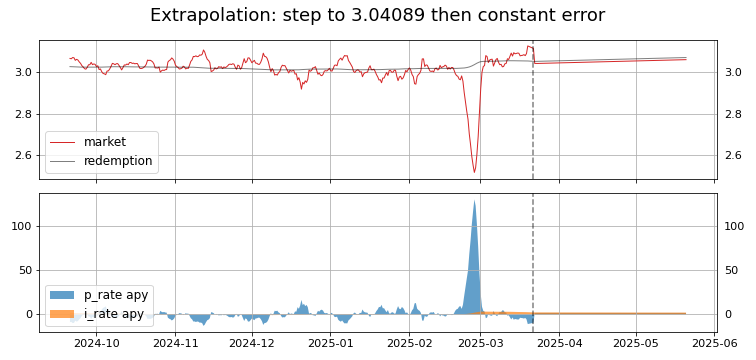 Extrapolation: step to 3.04089 then constant error
3.0 3.0
2.8 2.8
2.6 2.6
market
redemption
100 100
50 50
0 0
p_rate apy
i_rate apy
2024-10 2024-11 2024-12 2025-01 2025-02 2025-03 2025-04 2025-05 2025-06